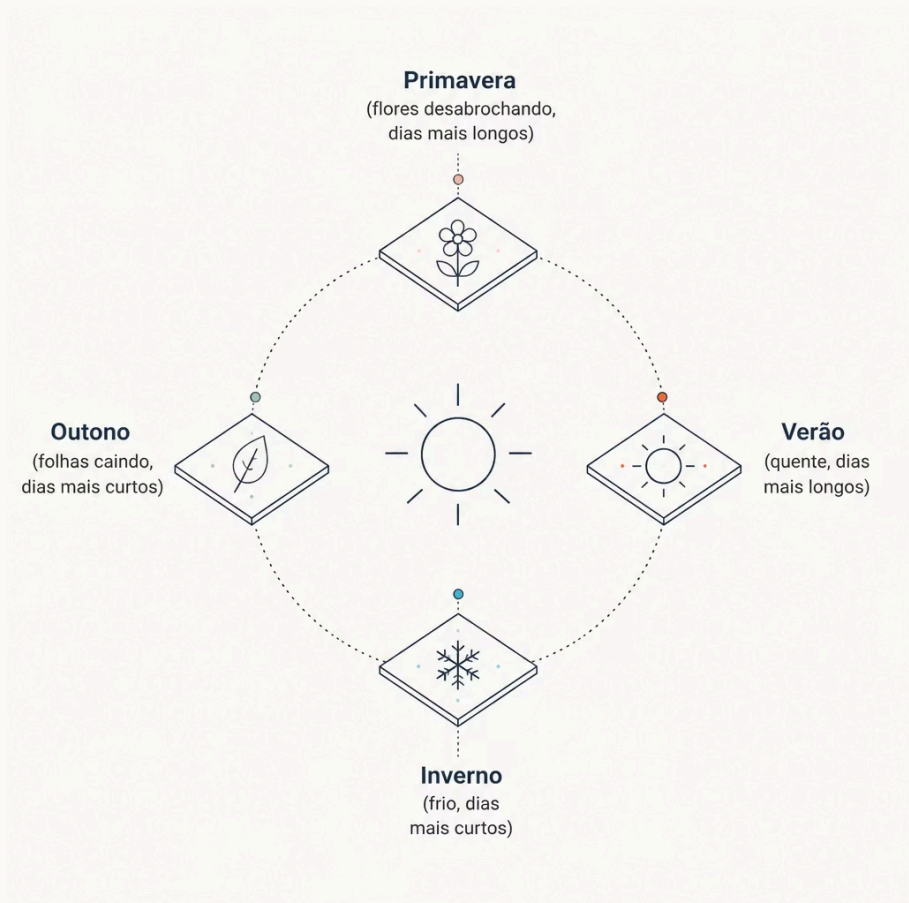 Primavera
(flores desabrochando,
dias mais longos)
Outono
(folhas caindo,
dias mais curtos)
Verão
(quente, dias
mais longos)
Inverno
(frio, dias
mais curtos)